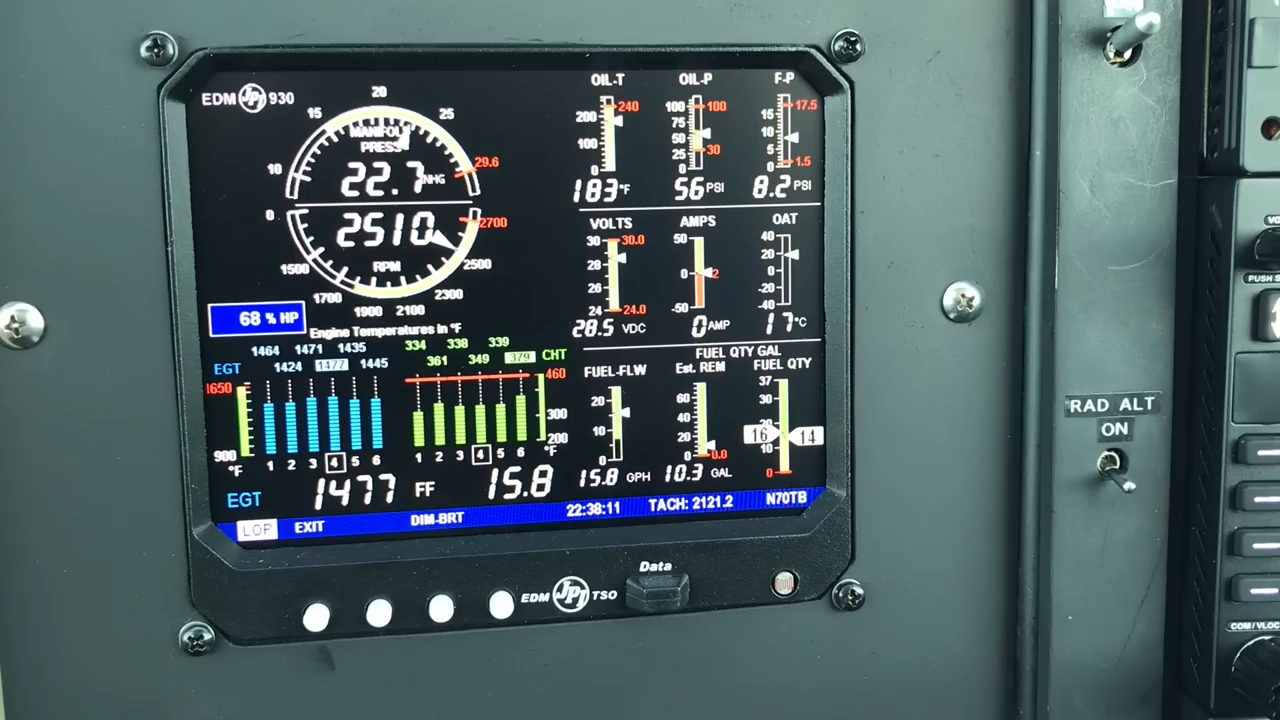 EDM JPI 930
20
15 25
10 29.6
MANIFOLD
PRESS
22.7 NHG
0 2510 2700
RPM
1500 2500
1700 2300
1900 2100
68 % HP
Engine Temperatures in °F
EGT 1464 1471 1435
1424 1477 1445
1650
900
°F
1 2 3 4 5 6
334 338 339
361 349 379 CHT
460
300
200
°F
1 2 3 4 5 6
EGT 1477 FF 15.8
OIL-T OIL-P F-P
240 100 100 17.5
200 75 15
50 10
100 25 30 5
0 0 0 1.5
183 °F 56 PSI 8.2 PSI
VOLTS AMPS OAT
30 30.0 50 40
28 20
0 2 0
26 -20
24 24.0 -50 -40
28.5 VDC 0 AMP 17 °C
FUEL QTY GAL
FUEL-FLW Est. REM FUEL QTY
37
20 60 30
40
10 20 16 14
10
0 0 0.0 0
15.8 GPH 10.3 GAL
LOP EXIT DIM-BRT 22:38:11 TACH: 2121.2 N70TB
Data
EDM JPI TSO
RAD ALT
ON
PUSH S
COM/VLOC